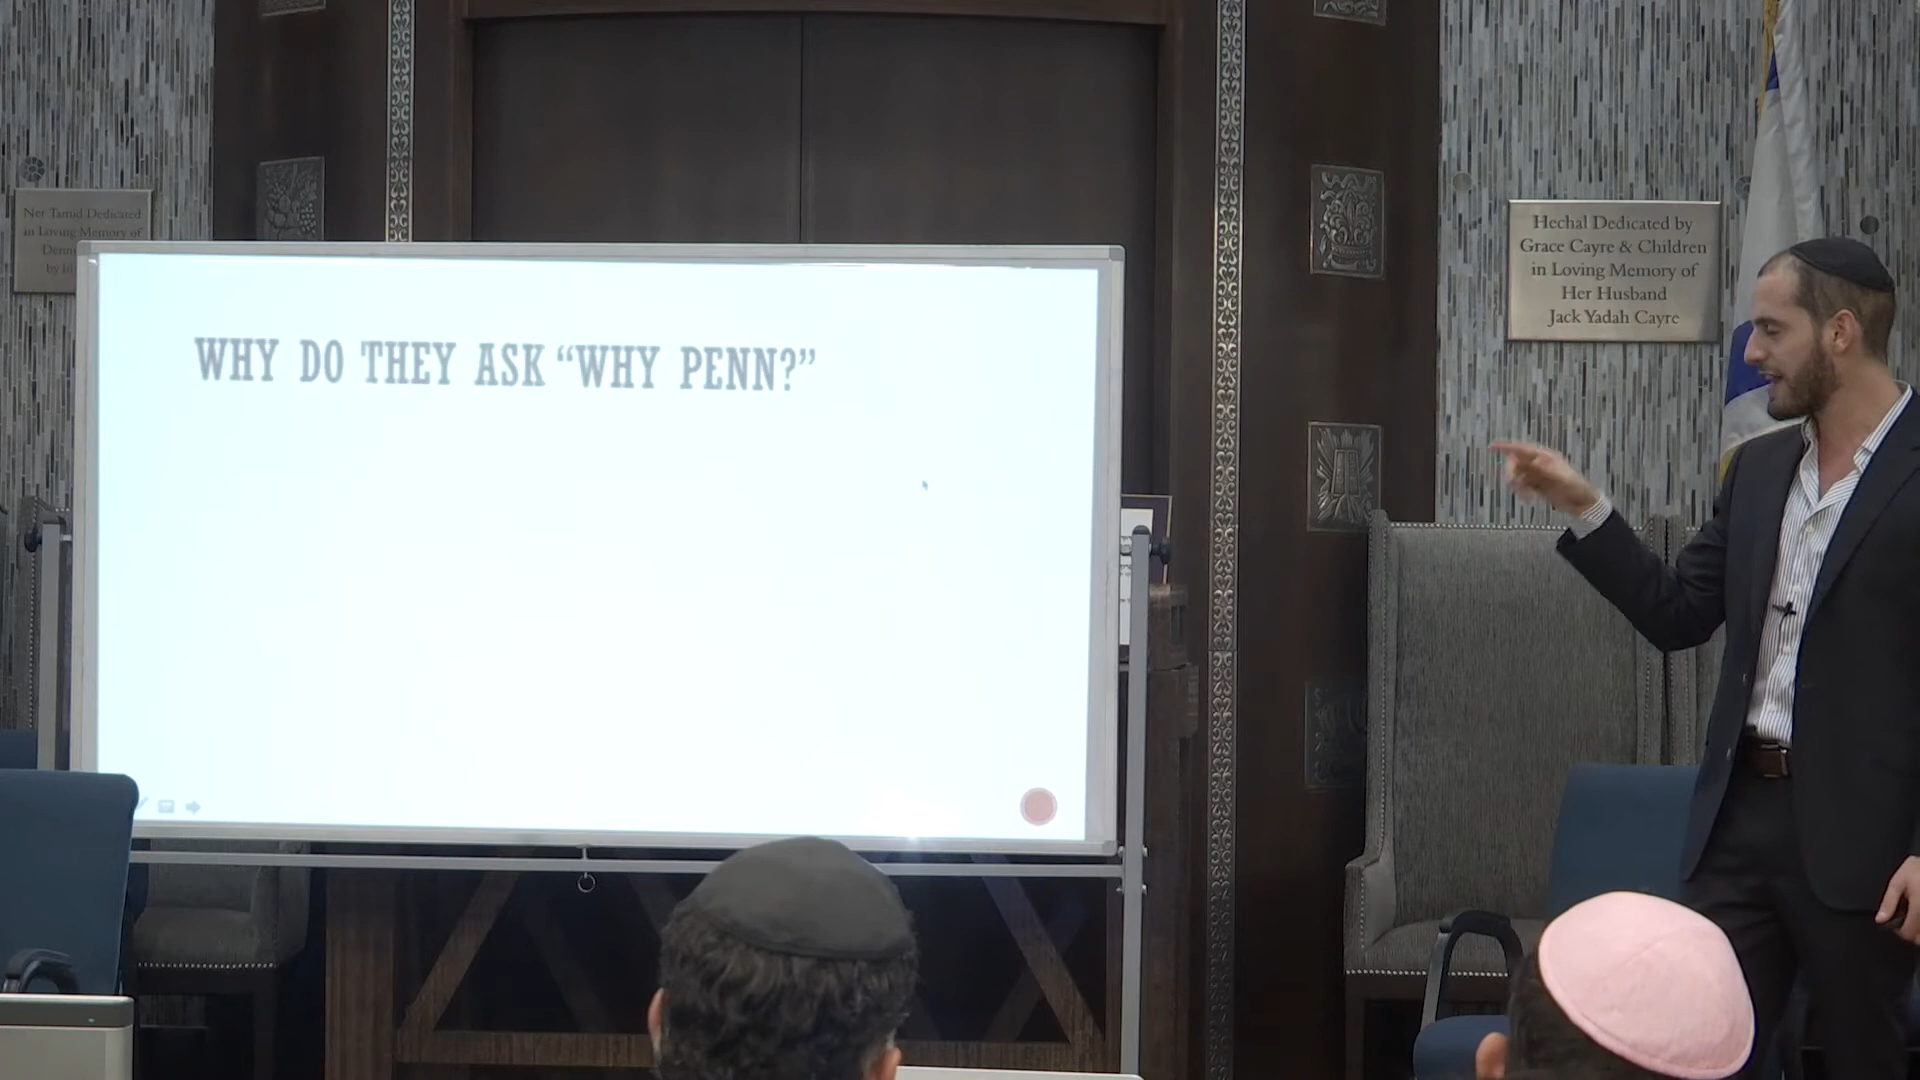 Ner Tamid Dedicated
in Loving Memory of
WHY DO THEY ASK “WHY PENN?”
Hechal Dedicated by
Grace Cayre & Children
in Loving Memory of
Her Husband
Jack Yadah Cayre